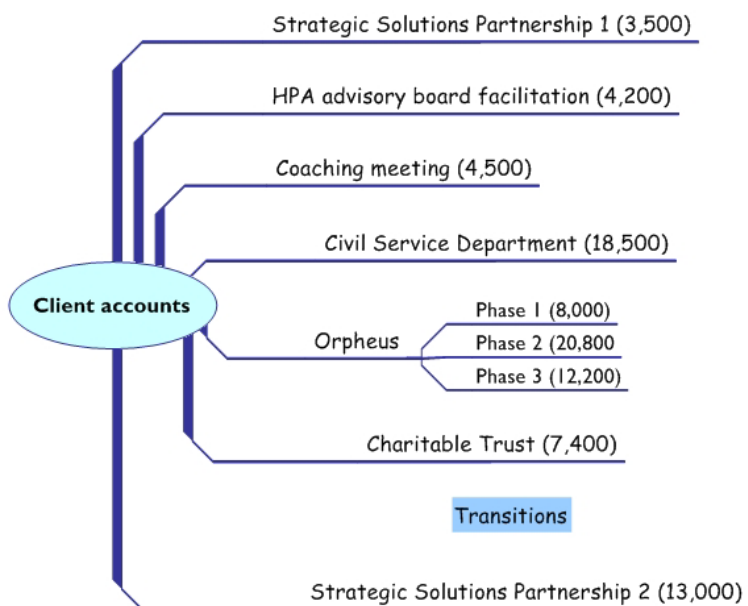 Strategic Solutions Partnership 1 (3,500)
HPA advisory board facilitation (4,200)
Coaching meeting (4,500)
Civil Service Department (18,500)
Client accounts
Orpheus
Phase 1 (8,000)
Phase 2 (20,800
Phase 3 (12,200)
Charitable Trust (7,400)
Transitions
Strategic Solutions Partnership 2 (13,000)